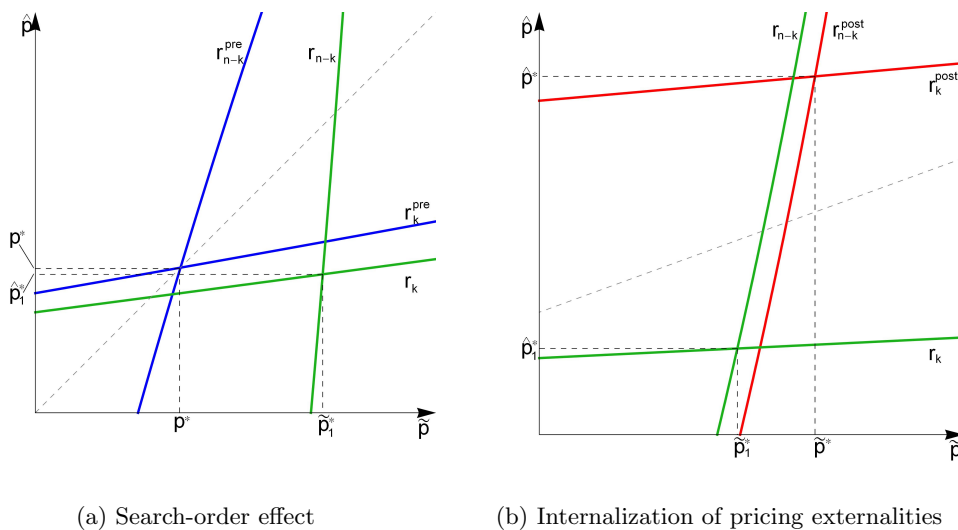 p̂
r_{n-k}^{pre}
r_{n-k}
r_k^{pre}
p*
p̂_1*
r_k
p*
p̃_1*
p̃
(a) Search-order effect
p̂
r_{n-k}
r_{n-k}^{post}
p̂*
r_k^{post}
p̂_1*
r_k
p̃_1*
p̃*
p̃
(b) Internalization of pricing externalities